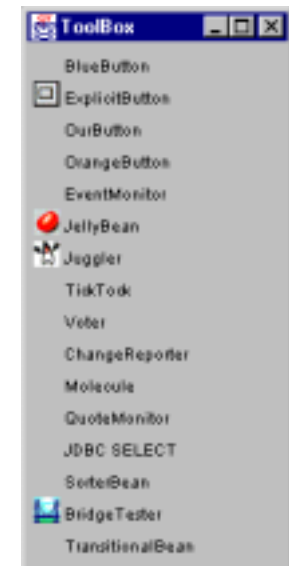 ToolBox
BlueButton
ExplicitButton
OurButton
OrangeButton
EventMonitor
JellyBean
Juggler
TickTock
Voter
ChangeReporter
Molecule
QuoteMonitor
JDBC SELECT
SorterBean
BridgeTester
TransitionalBean